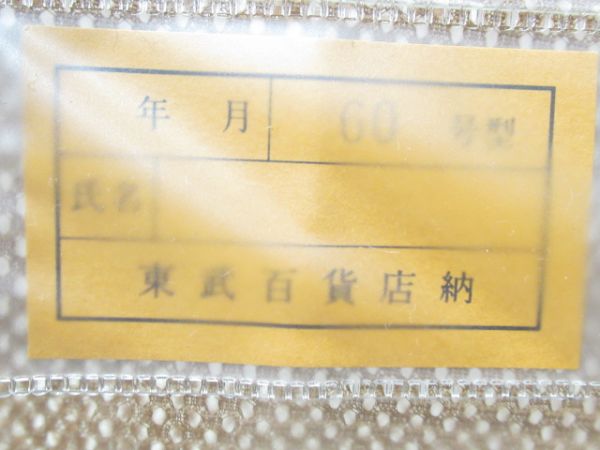 年 月 60 号型
氏名
東武百貨店納